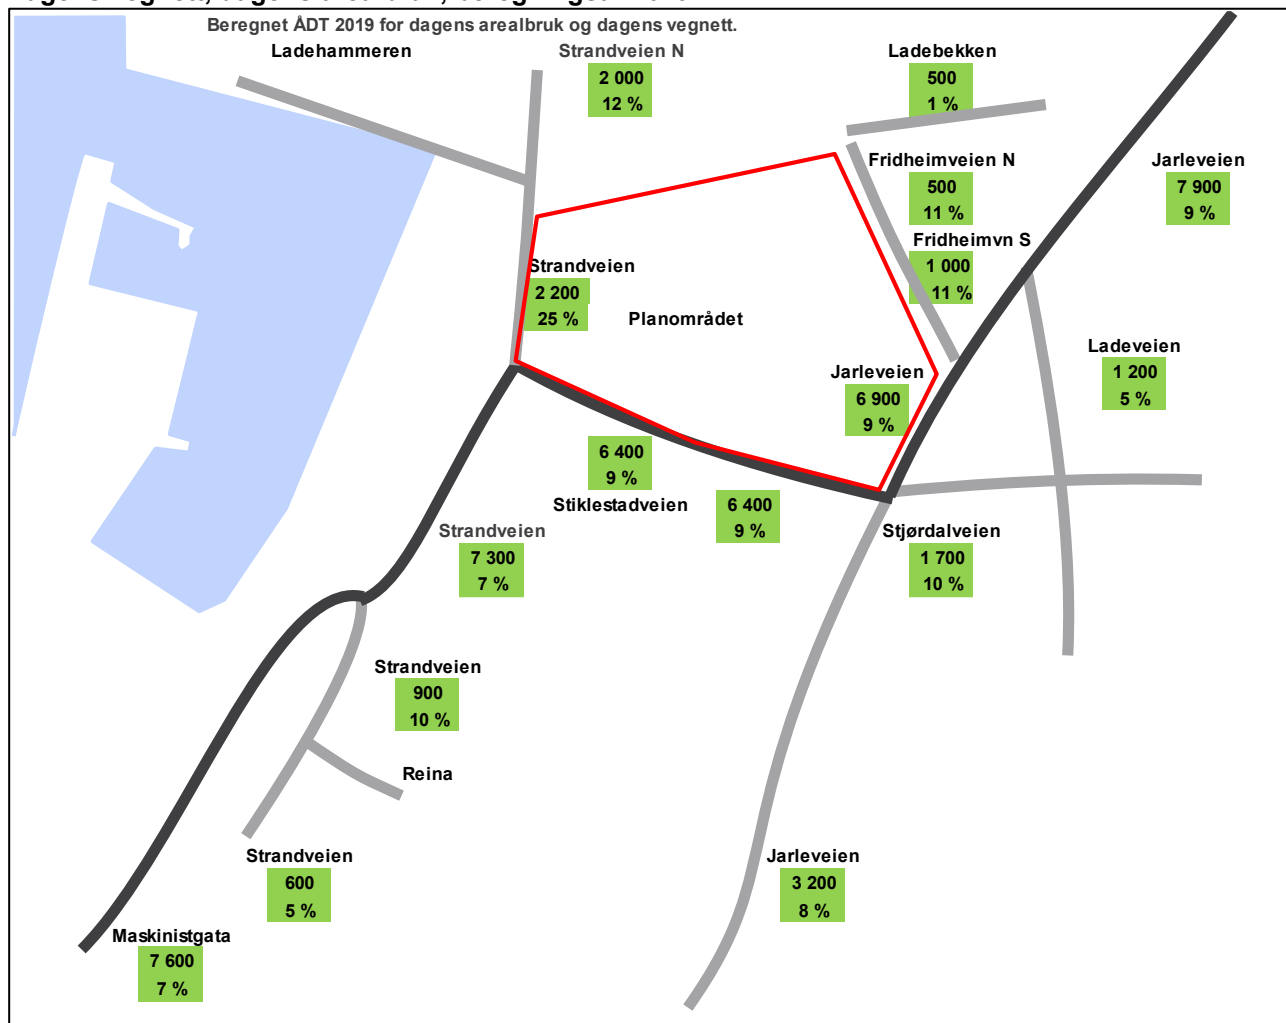 Beregnet ÅDT 2019 for dagens arealbruk og dagens vegnett.
Ladehammeren
Strandveien N
2 000
12 %
Ladebekken
500
1 %
Fridheimveien N
500
11 %
Jarleveien
7 900
9 %
Fridheimvn S
1 000
11 %
Strandveien
2 200
25 %
Planområdet
Ladeveien
1 200
5 %
Jarleveien
6 900
9 %
6 400
9 %
Stiklestadveien
6 400
9 %
Strandveien
7 300
7 %
Stjørdalveien
1 700
10 %
Strandveien
900
10 %
Reina
Strandveien
600
5 %
Jarleveien
3 200
8 %
Maskinistgata
7 600
7 %